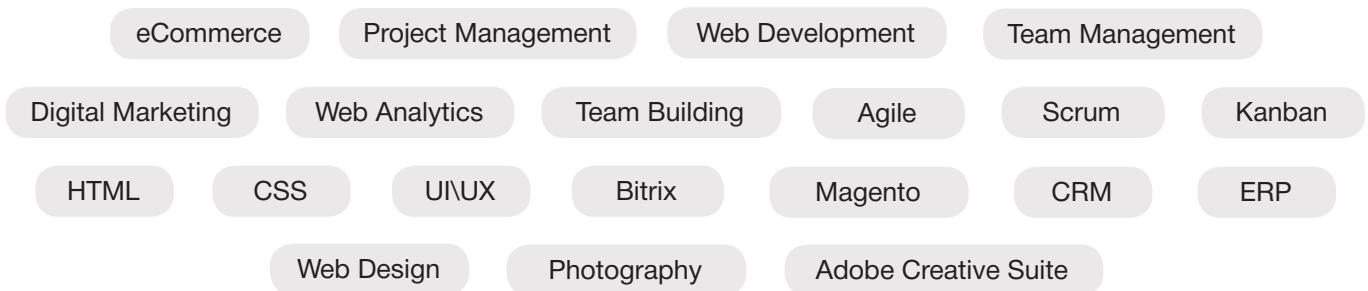 eCommerce Project Management Web Development Team Management
Digital Marketing Web Analytics Team Building Agile Scrum Kanban
HTML CSS UI\UX Bitrix Magento CRM ERP
Web Design Photography Adobe Creative Suite